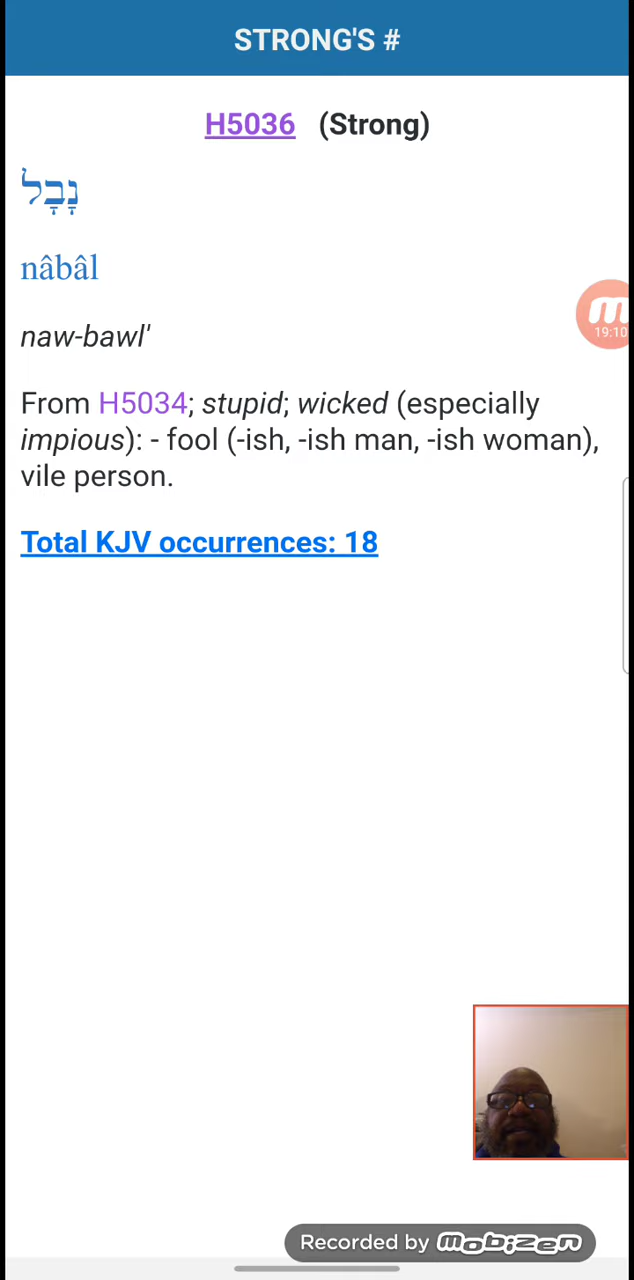 STRONG'S #
H5036 (Strong)
נָבָל
nâbâl
naw-bawl'
From H5034; stupid; wicked (especially
impious): - fool (-ish, -ish man, -ish woman),
vile person.
Total KJV occurrences: 18
m
19:10
Recorded by mobizen